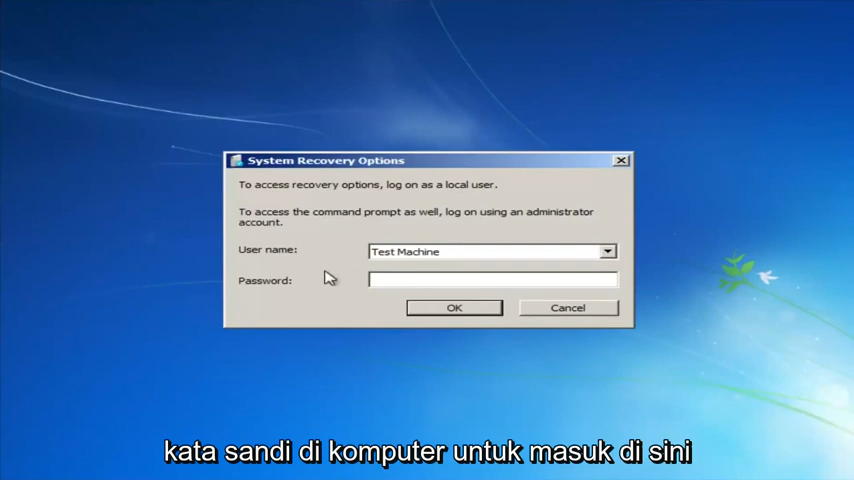 System Recovery Options
To access recovery options, log on as a local user.
To access the command prompt as well, log on using an administrator
account.
User name:
Test Machine
Password:
OK
Cancel
kata sandi di komputer untuk masuk di sini